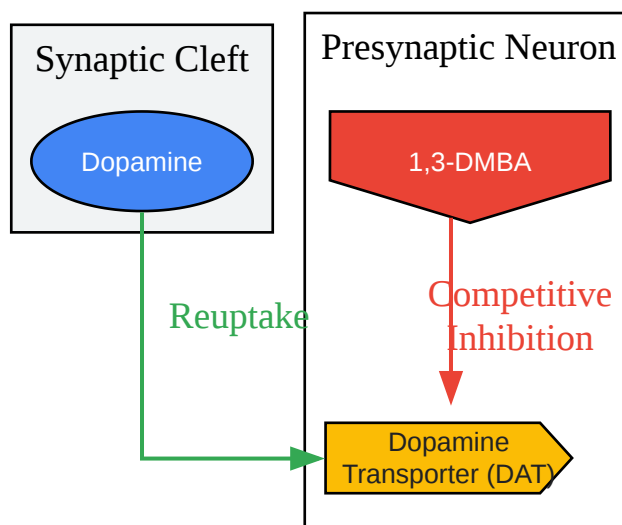 Synaptic Cleft
Presynaptic Neuron
Dopamine
1,3-DMBA
Reuptake
Competitive
Inhibition
Dopamine
Transporter (DAT)